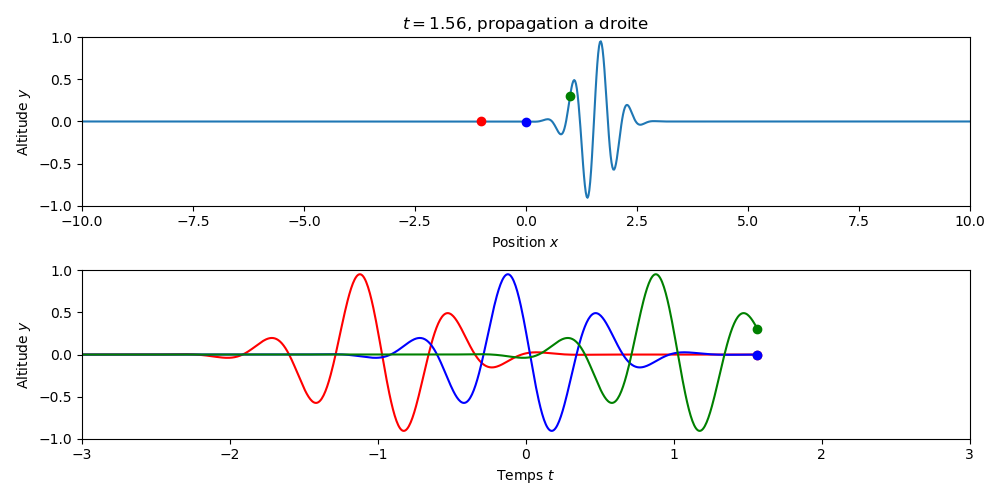 t = 1.56, propagation a droite
1.0
0.5
0.0
−0.5
−1.0
Altitude y
−10.0 −7.5 −5.0 −2.5 0.0 2.5 5.0 7.5 10.0
Position x
1.0
0.5
0.0
−0.5
−1.0
Altitude y
−3 −2 −1 0 1 2 3
Temps t